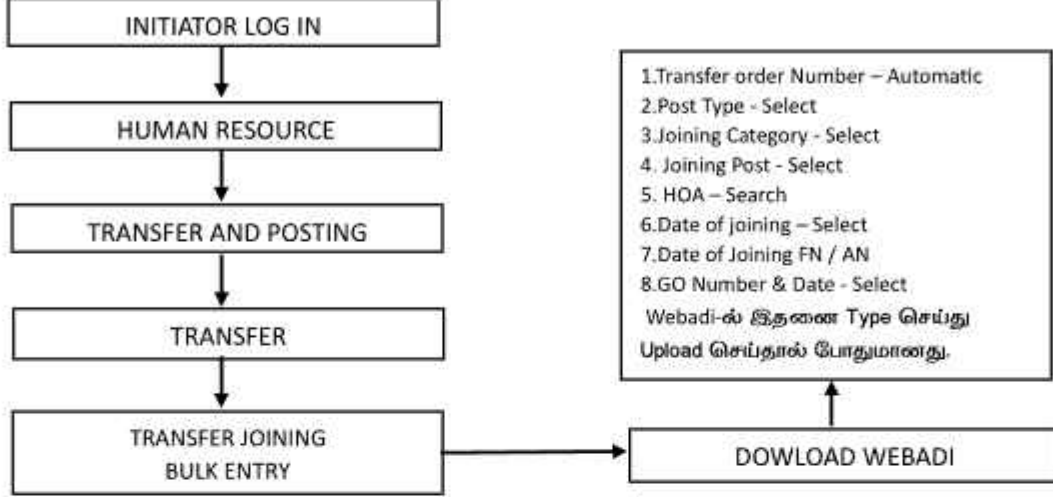 INITIATOR LOG IN
HUMAN RESOURCE
TRANSFER AND POSTING
TRANSFER
TRANSFER JOINING
BULK ENTRY
DOWLOAD WEBADI
1.Transfer order Number – Automatic
2.Post Type - Select
3.Joining Category - Select
4. Joining Post - Select
5. HOA – Search
6.Date of joining – Select
7.Date of Joining FN / AN
8.GO Number & Date - Select
Webadi-ல் இதனை Type செய்து
Upload செய்தால் போதுமானது.